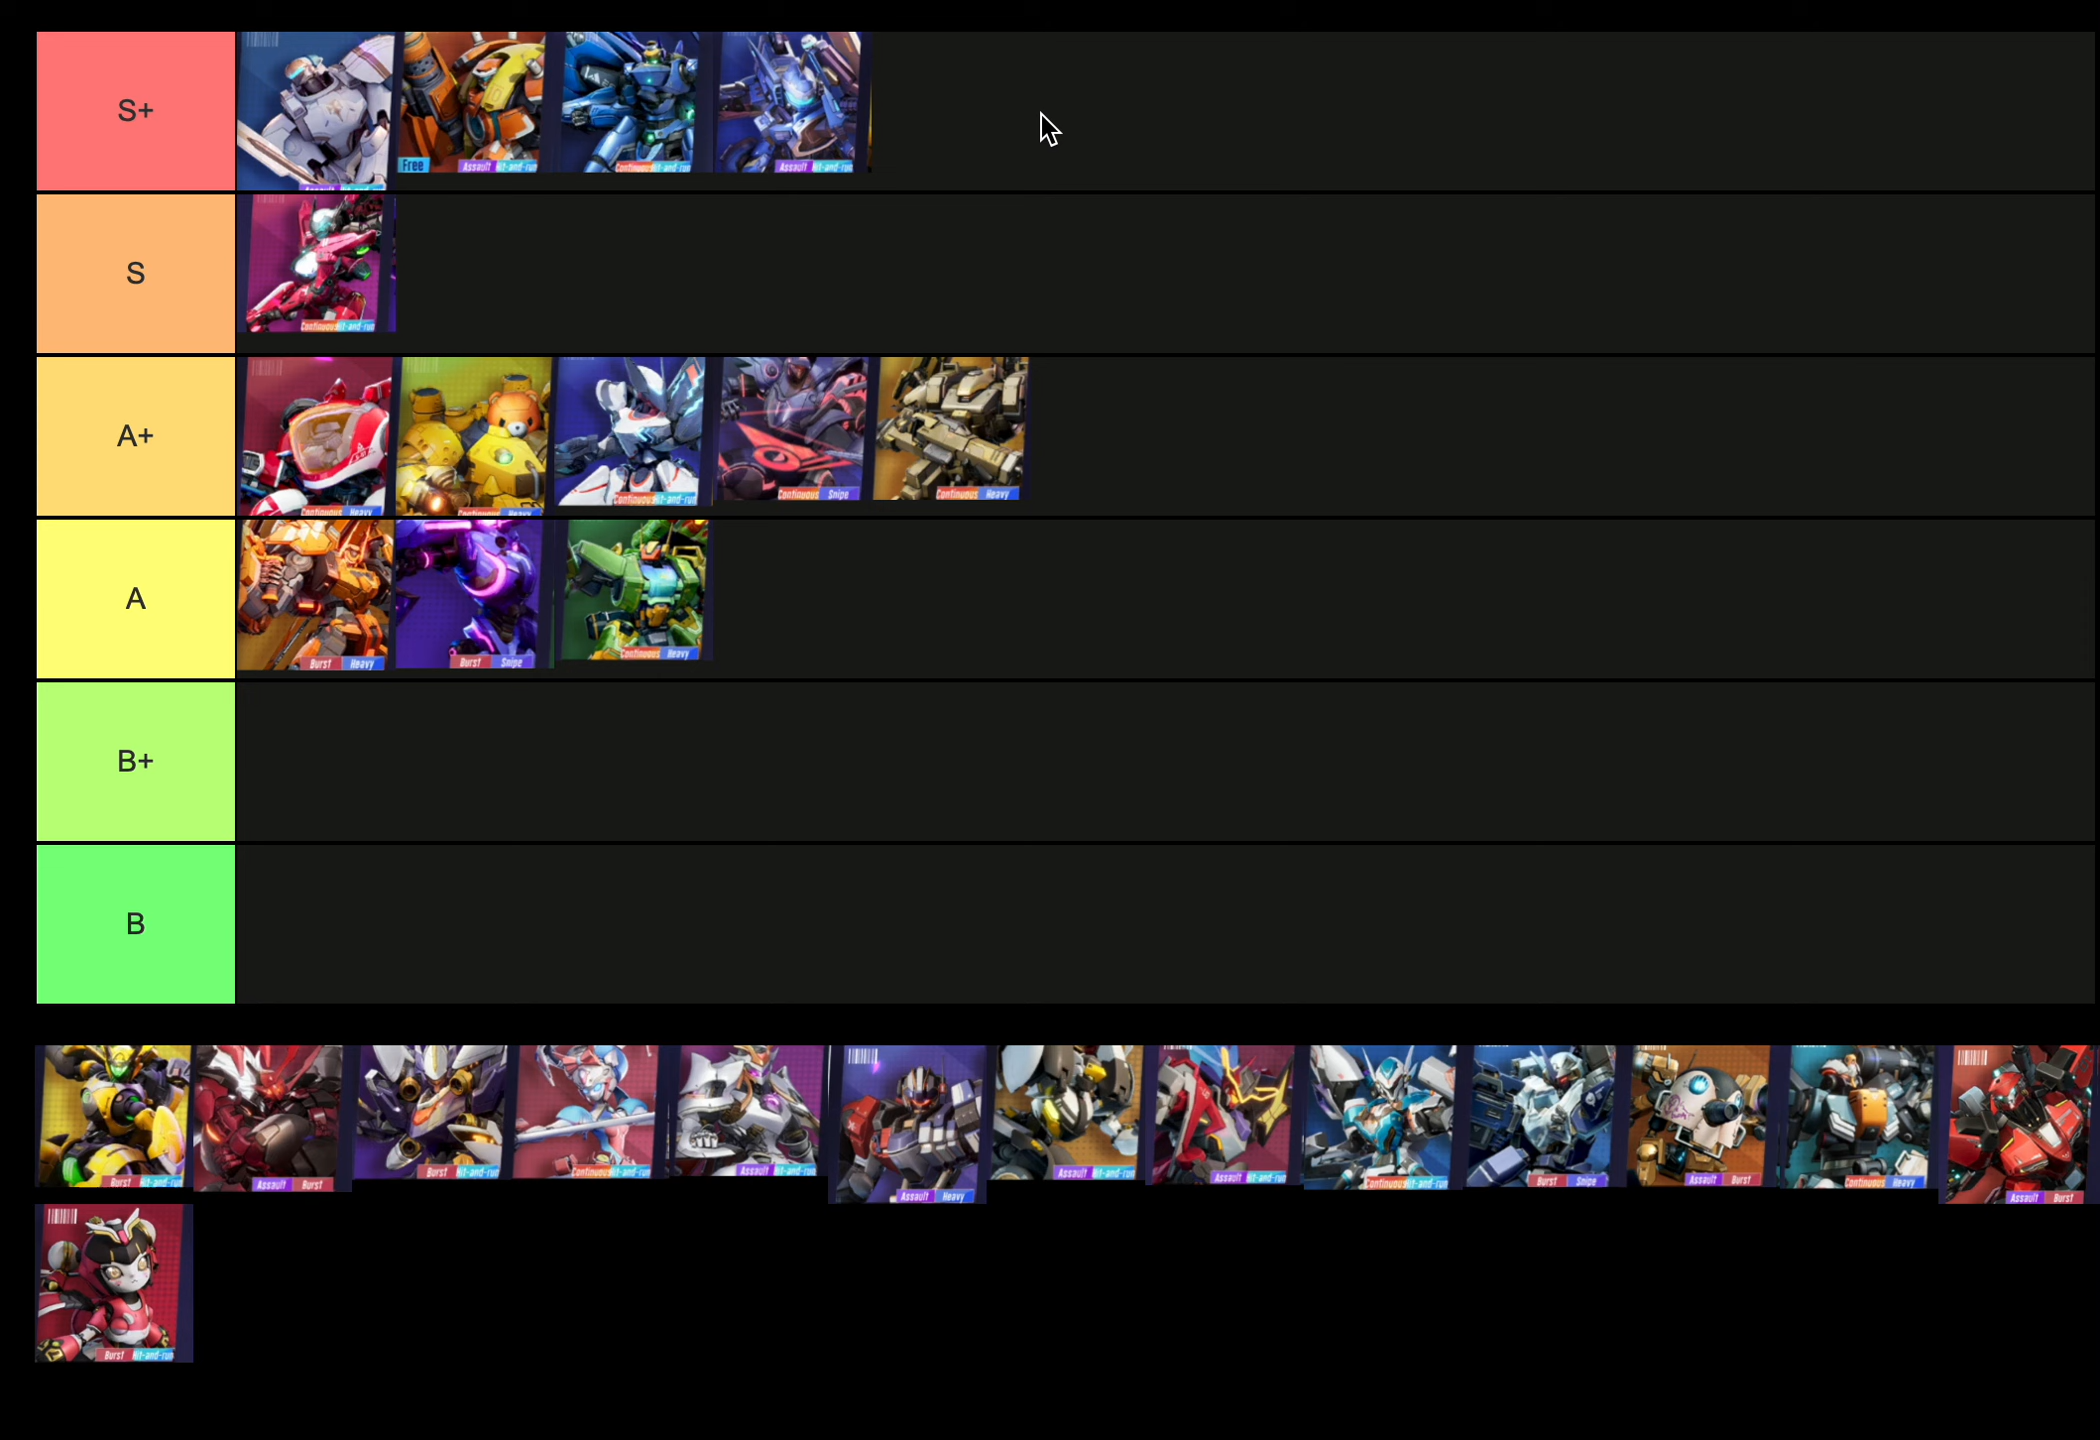 S+
Assault Hit-and-run
Free Assault Hit-and-run
Continuous Hit-and-run
Assault Hit-and-run
S
Continuous Hit-and-run
A+
Continuous Heavy
Continuous Heavy
Continuous Hit-and-run
Continuous Snipe
Continuous Heavy
A
Burst Heavy
Burst Snipe
Continuous Heavy
B+
B
Burst Hit-and-run
Assault Burst
Burst Hit-and-run
Continuous Hit-and-run
Assault Hit-and-run
Assault Heavy
Assault Hit-and-run
Assault Hit-and-run
Continuous Hit-and-run
Burst Snipe
Assault Burst
Continuous Heavy
Assault Burst
Burst Hit-and-run